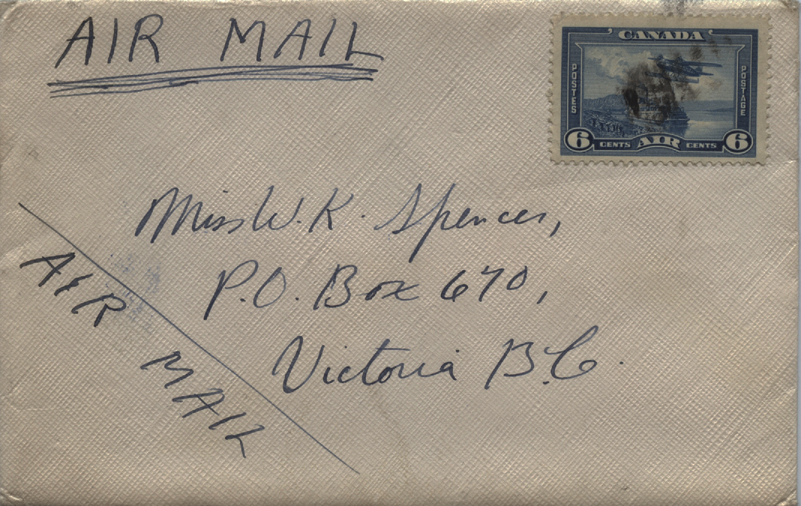 AIR MAIL
CANADA
POSTES
POSTAGE
6 CENTS AIR CENTS 6
Miss W. K. Spencer,
P.O. Box 670,
Victoria B.C.
AIR MAIL